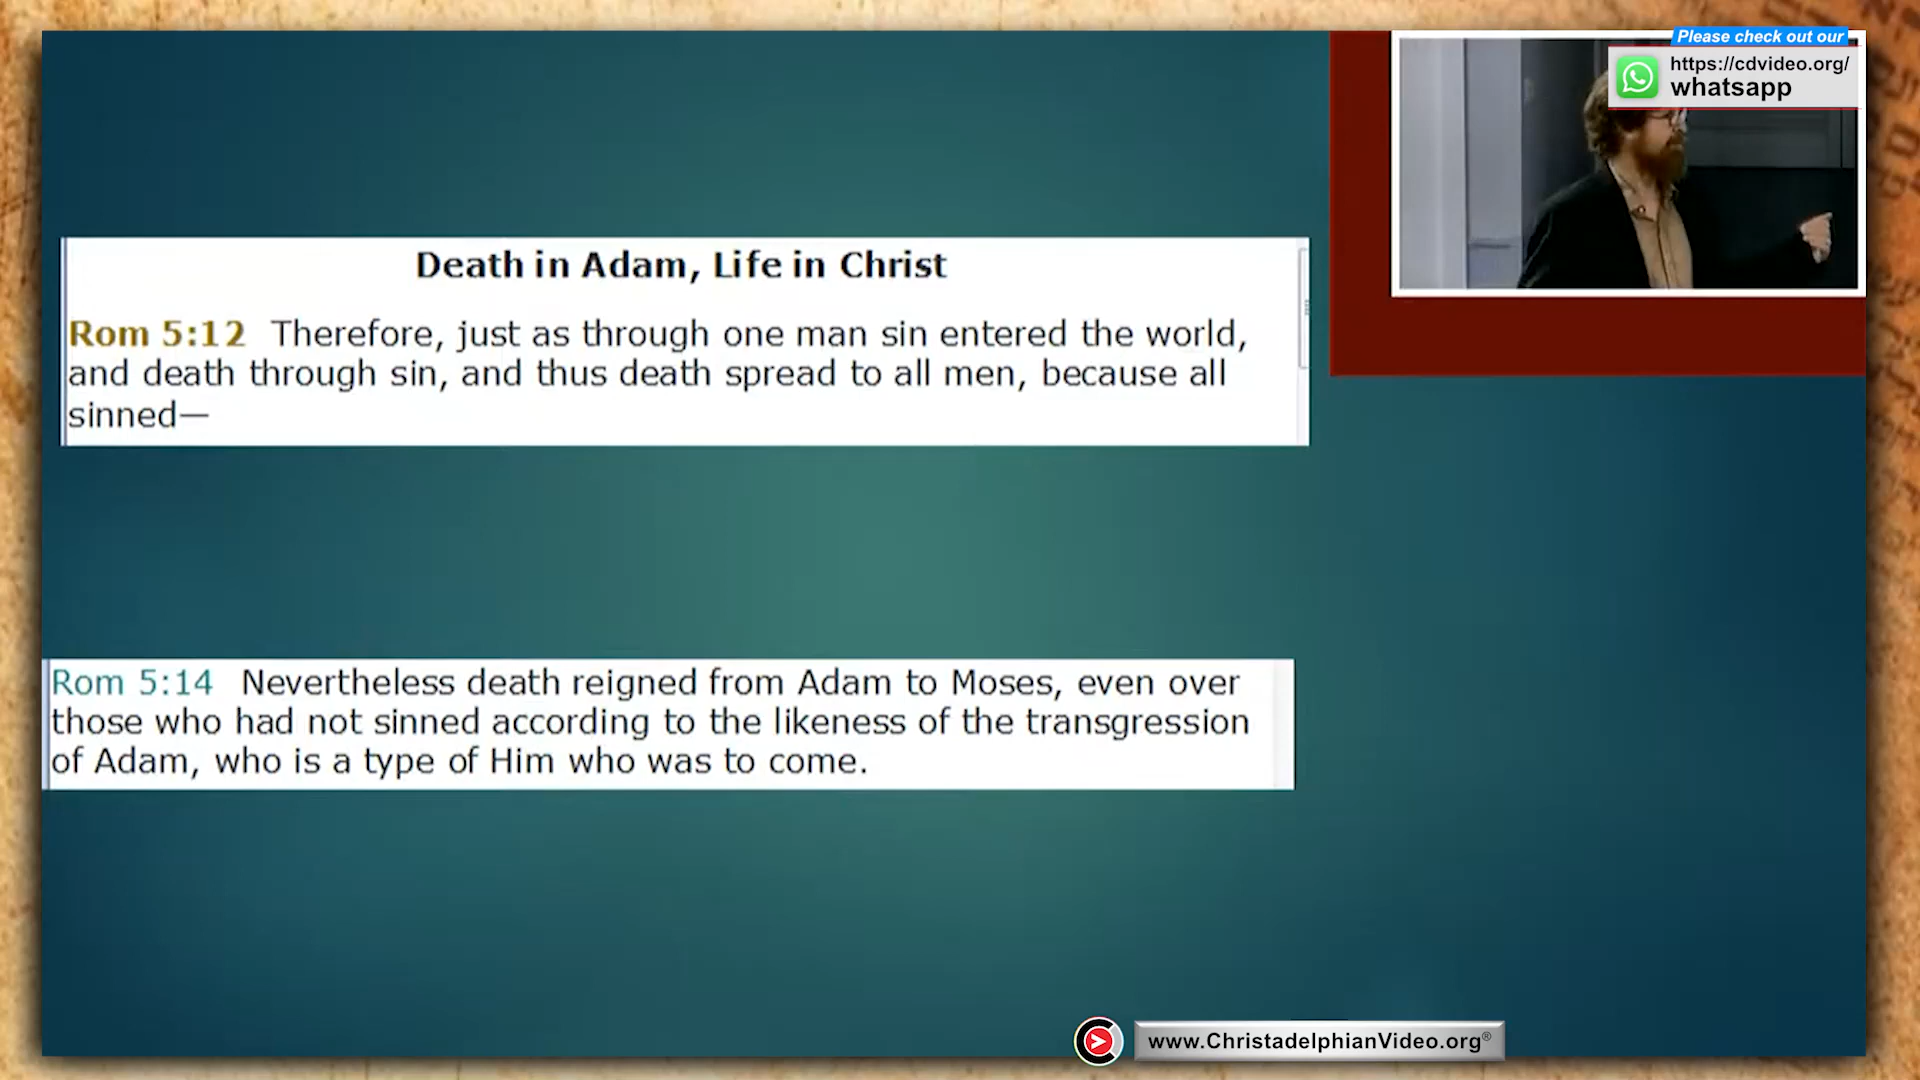 Please check out our
https://cdvideo.org/
whatsapp
Death in Adam, Life in Christ
Rom 5:12 Therefore, just as through one man sin entered the world,
and death through sin, and thus death spread to all men, because all
sinned—
Rom 5:14 Nevertheless death reigned from Adam to Moses, even over
those who had not sinned according to the likeness of the transgression
of Adam, who is a type of Him who was to come.
www.ChristadelphianVideo.org®